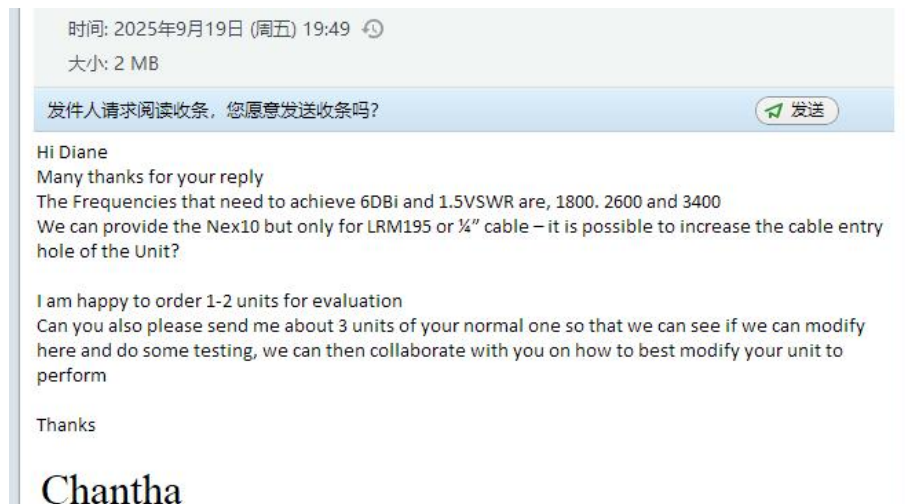 时间: 2025年9月19日 (周五) 19:49
大小: 2 MB
发件人请求阅读收条，您愿意发送收条吗?
发送
Hi Diane
Many thanks for your reply
The Frequencies that need to achieve 6DBi and 1.5VSWR are, 1800. 2600 and 3400
We can provide the Nex10 but only for LRM195 or ¼” cable – it is possible to increase the cable entry
hole of the Unit?
I am happy to order 1-2 units for evaluation
Can you also please send me about 3 units of your normal one so that we can see if we can modify
here and do some testing, we can then collaborate with you on how to best modify your unit to
perform
Thanks
Chantha